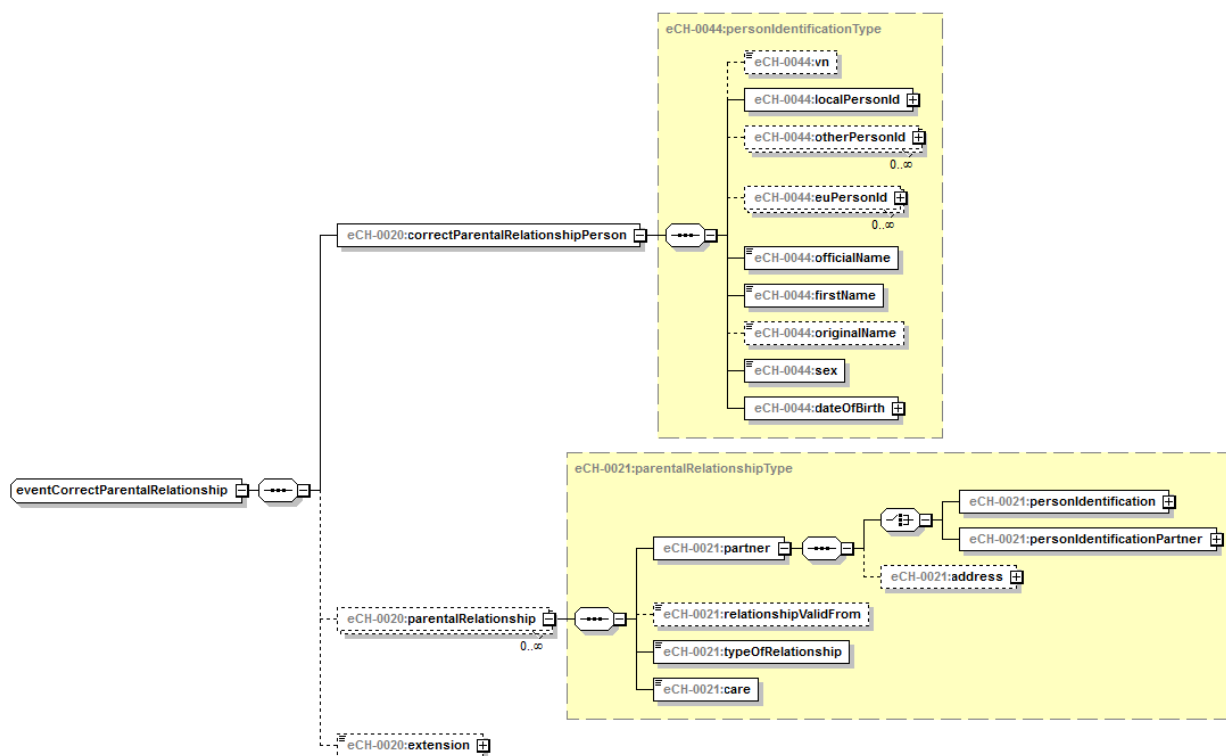 eCH-0044:personIdentificationType
eCH-0044:vn
eCH-0044:localPersonId
eCH-0044:otherPersonId
0..∞
eCH-0044:euPersonId
0..∞
eCH-0020:correctParentalRelationshipPerson
eCH-0044:officialName
eCH-0044:firstName
eCH-0044:originalName
eCH-0044:sex
eCH-0044:dateOfBirth
eventCorrectParentalRelationship
eCH-0021:parentalRelationshipType
eCH-0021:personIdentification
eCH-0021:personIdentificationPartner
eCH-0021:partner
eCH-0021:address
eCH-0020:parentalRelationship
0..∞
eCH-0021:relationshipValidFrom
eCH-0021:typeOfRelationship
eCH-0021:care
eCH-0020:extension